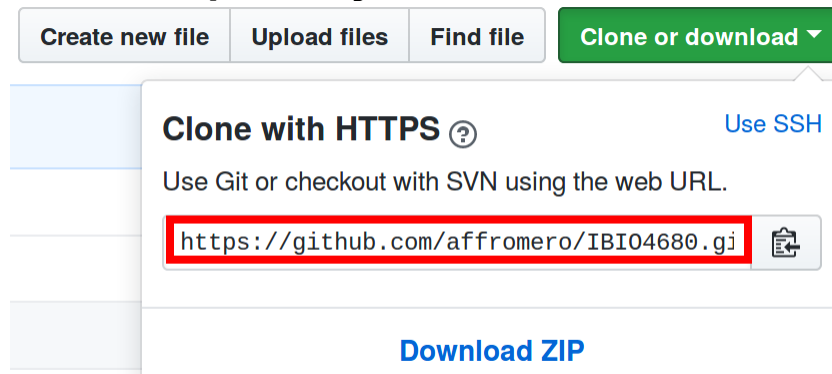 Create new file Upload files Find file Clone or download
Clone with HTTPS ? Use SSH
Use Git or checkout with SVN using the web URL.
https://github.com/affromero/IBIO4680.gi
Download ZIP